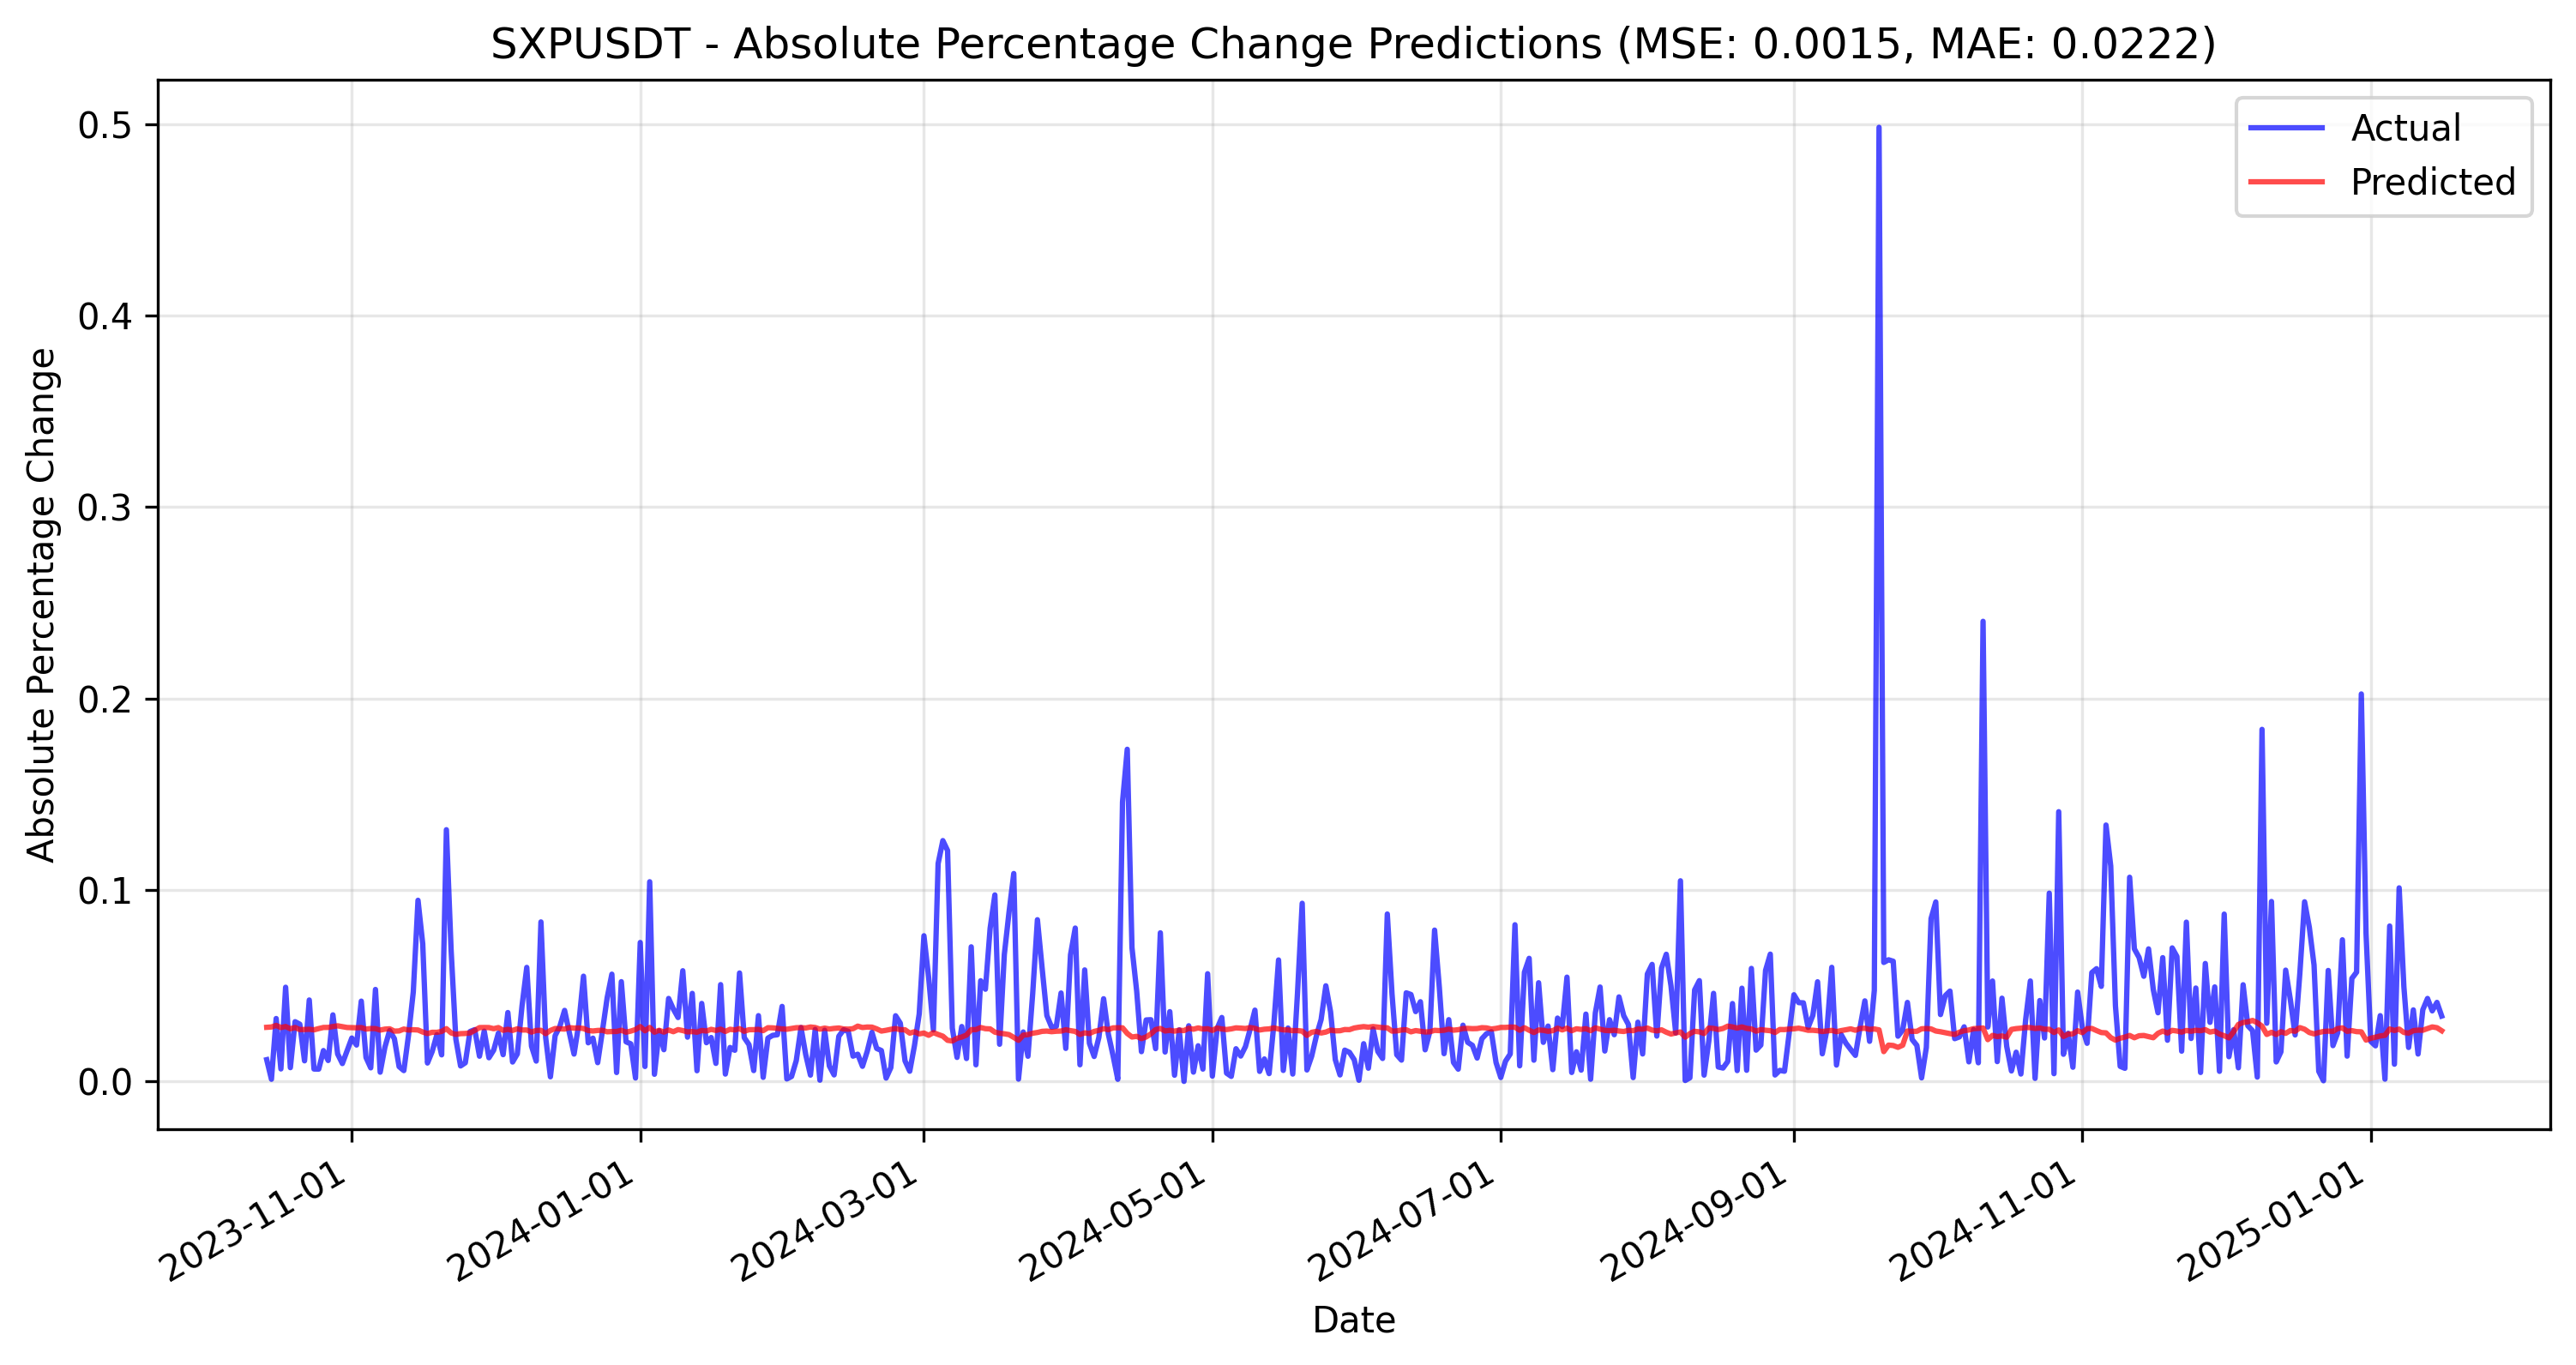 SXPUSDT - Absolute Percentage Change Predictions (MSE: 0.0015, MAE: 0.0222)
Absolute Percentage Change
0.5
0.4
0.3
0.2
0.1
0.0
Actual
Predicted
2023-11-01
2024-01-01
2024-03-01
2024-05-01
2024-07-01
2024-09-01
2024-11-01
2025-01-01
Date